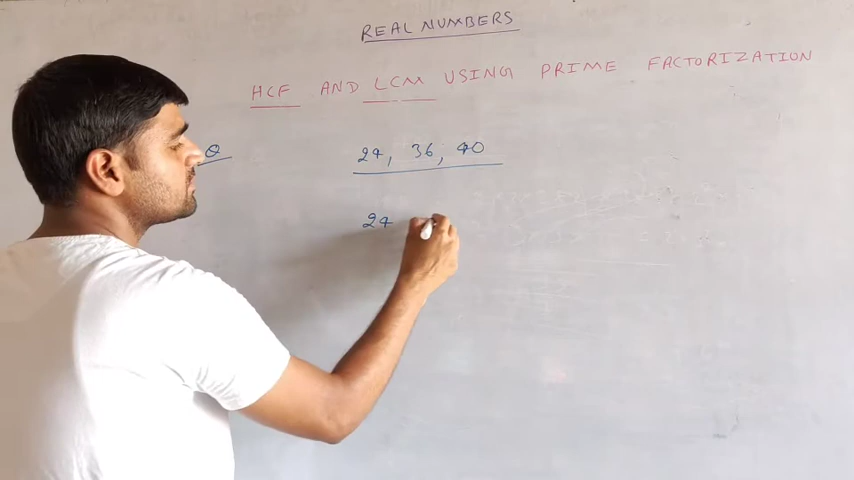 REAL NUMBERS
HCF AND LCM USING PRIME FACTORIZATION
Q 24, 36, 40
24